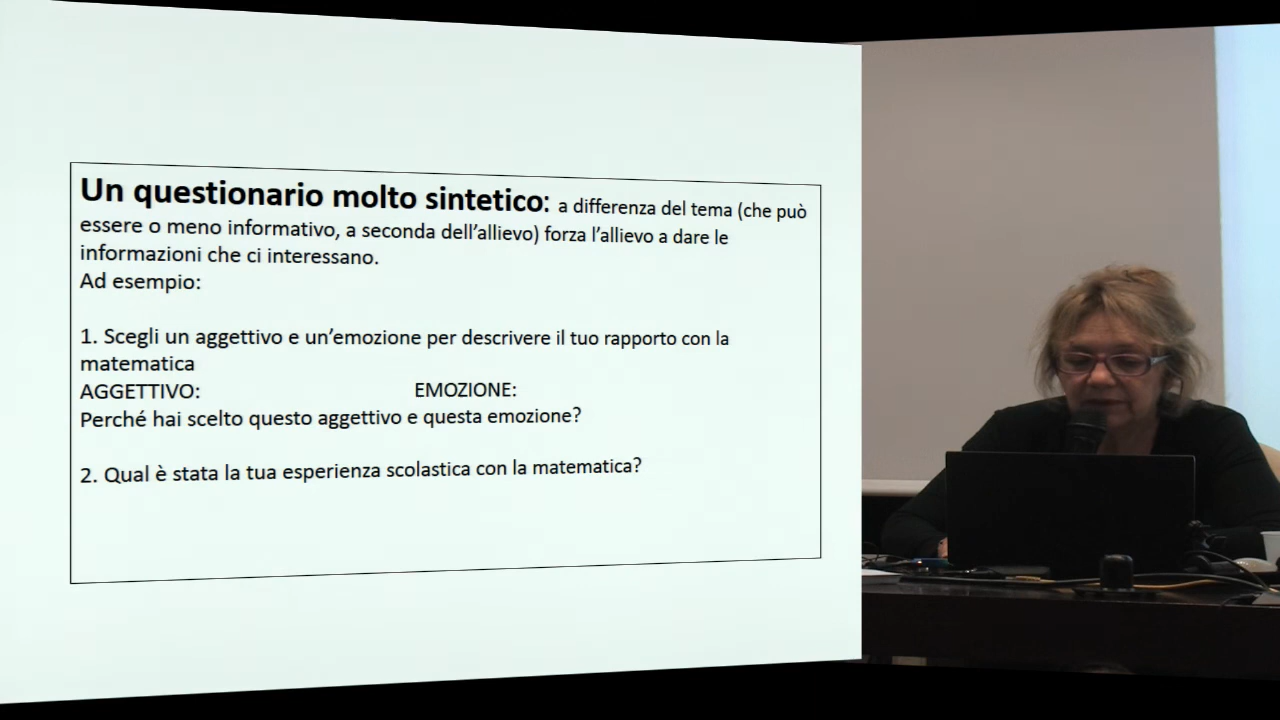 Un questionario molto sintetico: a differenza del tema (che può
essere o meno informativo, a seconda dell'allievo) forza l'allievo a dare le
informazioni che ci interessano.
Ad esempio:
1. Scegli un aggettivo e un'emozione per descrivere il tuo rapporto con la
matematica
AGGETTIVO: EMOZIONE:
Perché hai scelto questo aggettivo e questa emozione?
2. Qual è stata la tua esperienza scolastica con la matematica?